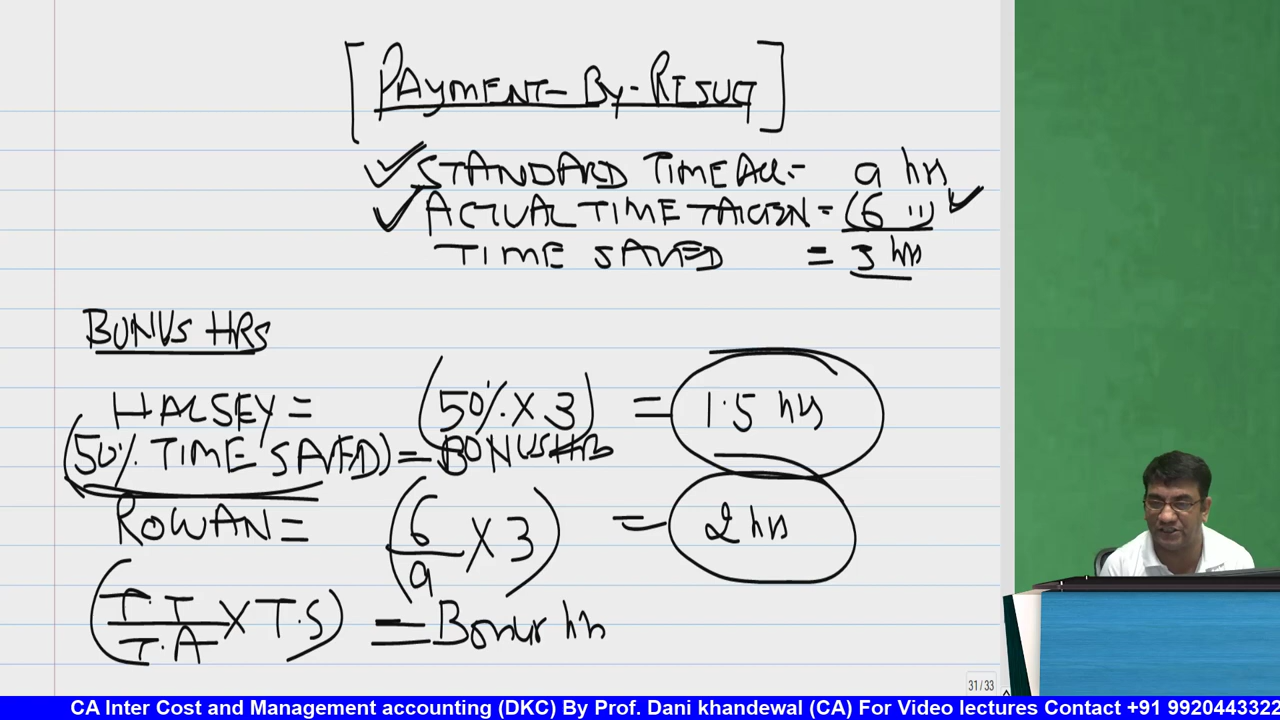 [PAYMENT-BY-RESULT]
✓ STANDARD TIME All- 9 hrs
✓ ACTUAL TIME TAKEN = (6 ") ✓
TIME SAVED = 3 hrs
BONUS HRS
HALSEY = (50% X 3) = 1.5 hrs
(50% TIME SAVED) = BONUS HRS
ROWAN = (6/9 X 3) = 2 hrs
(T.T/T.A X T.S) = Bonus hrs
31/33
CA Inter Cost and Management accounting (DKC) By Prof. Dani khandewal (CA) For Video lectures Contact +91 9920443322